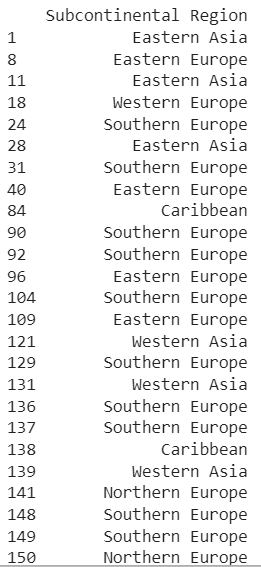 Subcontinental Region
1 Eastern Asia
8 Eastern Europe
11 Eastern Asia
18 Western Europe
24 Southern Europe
28 Eastern Asia
31 Southern Europe
40 Eastern Europe
84 Caribbean
90 Southern Europe
92 Southern Europe
96 Eastern Europe
104 Southern Europe
109 Eastern Europe
121 Western Asia
129 Southern Europe
131 Western Asia
136 Southern Europe
137 Southern Europe
138 Caribbean
139 Western Asia
141 Northern Europe
148 Southern Europe
149 Southern Europe
150 Northern Europe